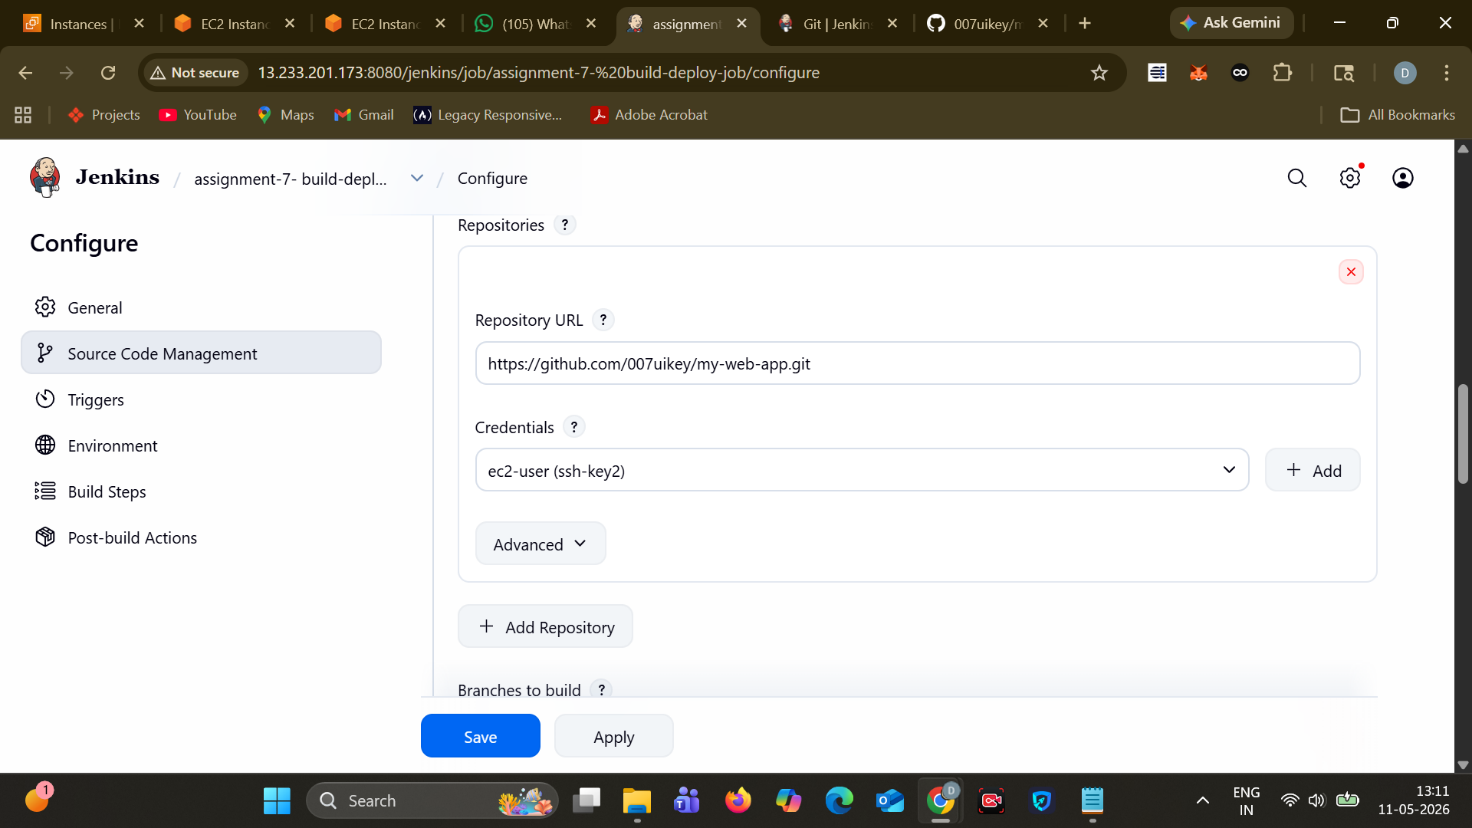 Instances |
EC2 Instanc
EC2 Instanc
(105) Whats
assignment
Git | Jenkins
007uikey/m
Ask Gemini
Not secure
13.233.201.173:8080/jenkins/job/assignment-7-%20build-deploy-job/configure
D
Projects
YouTube
Maps
Gmail
Legacy Responsive...
Adobe Acrobat
All Bookmarks
Jenkins / assignment-7- build-depl... / Configure
Configure
General
Source Code Management
Triggers
Environment
Build Steps
Post-build Actions
Repositories ?
Repository URL ?
https://github.com/007uikey/my-web-app.git
Credentials ?
ec2-user (ssh-key2)
+ Add
Advanced
+ Add Repository
Branches to build ?
Save
Apply
1
Search
D
ENG
IN
13:11
11-05-2026